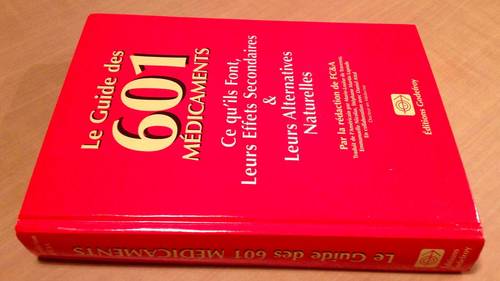 Le Guide des
601
MÉDICAMENTS
Ce qu'ils Font,
Leurs Effets Secondaires
&
Leurs Alternatives
Naturelles
Par la rédaction de FC&A
Éditions Godefroy
Le Guide des 601 MÉDICAMENTS